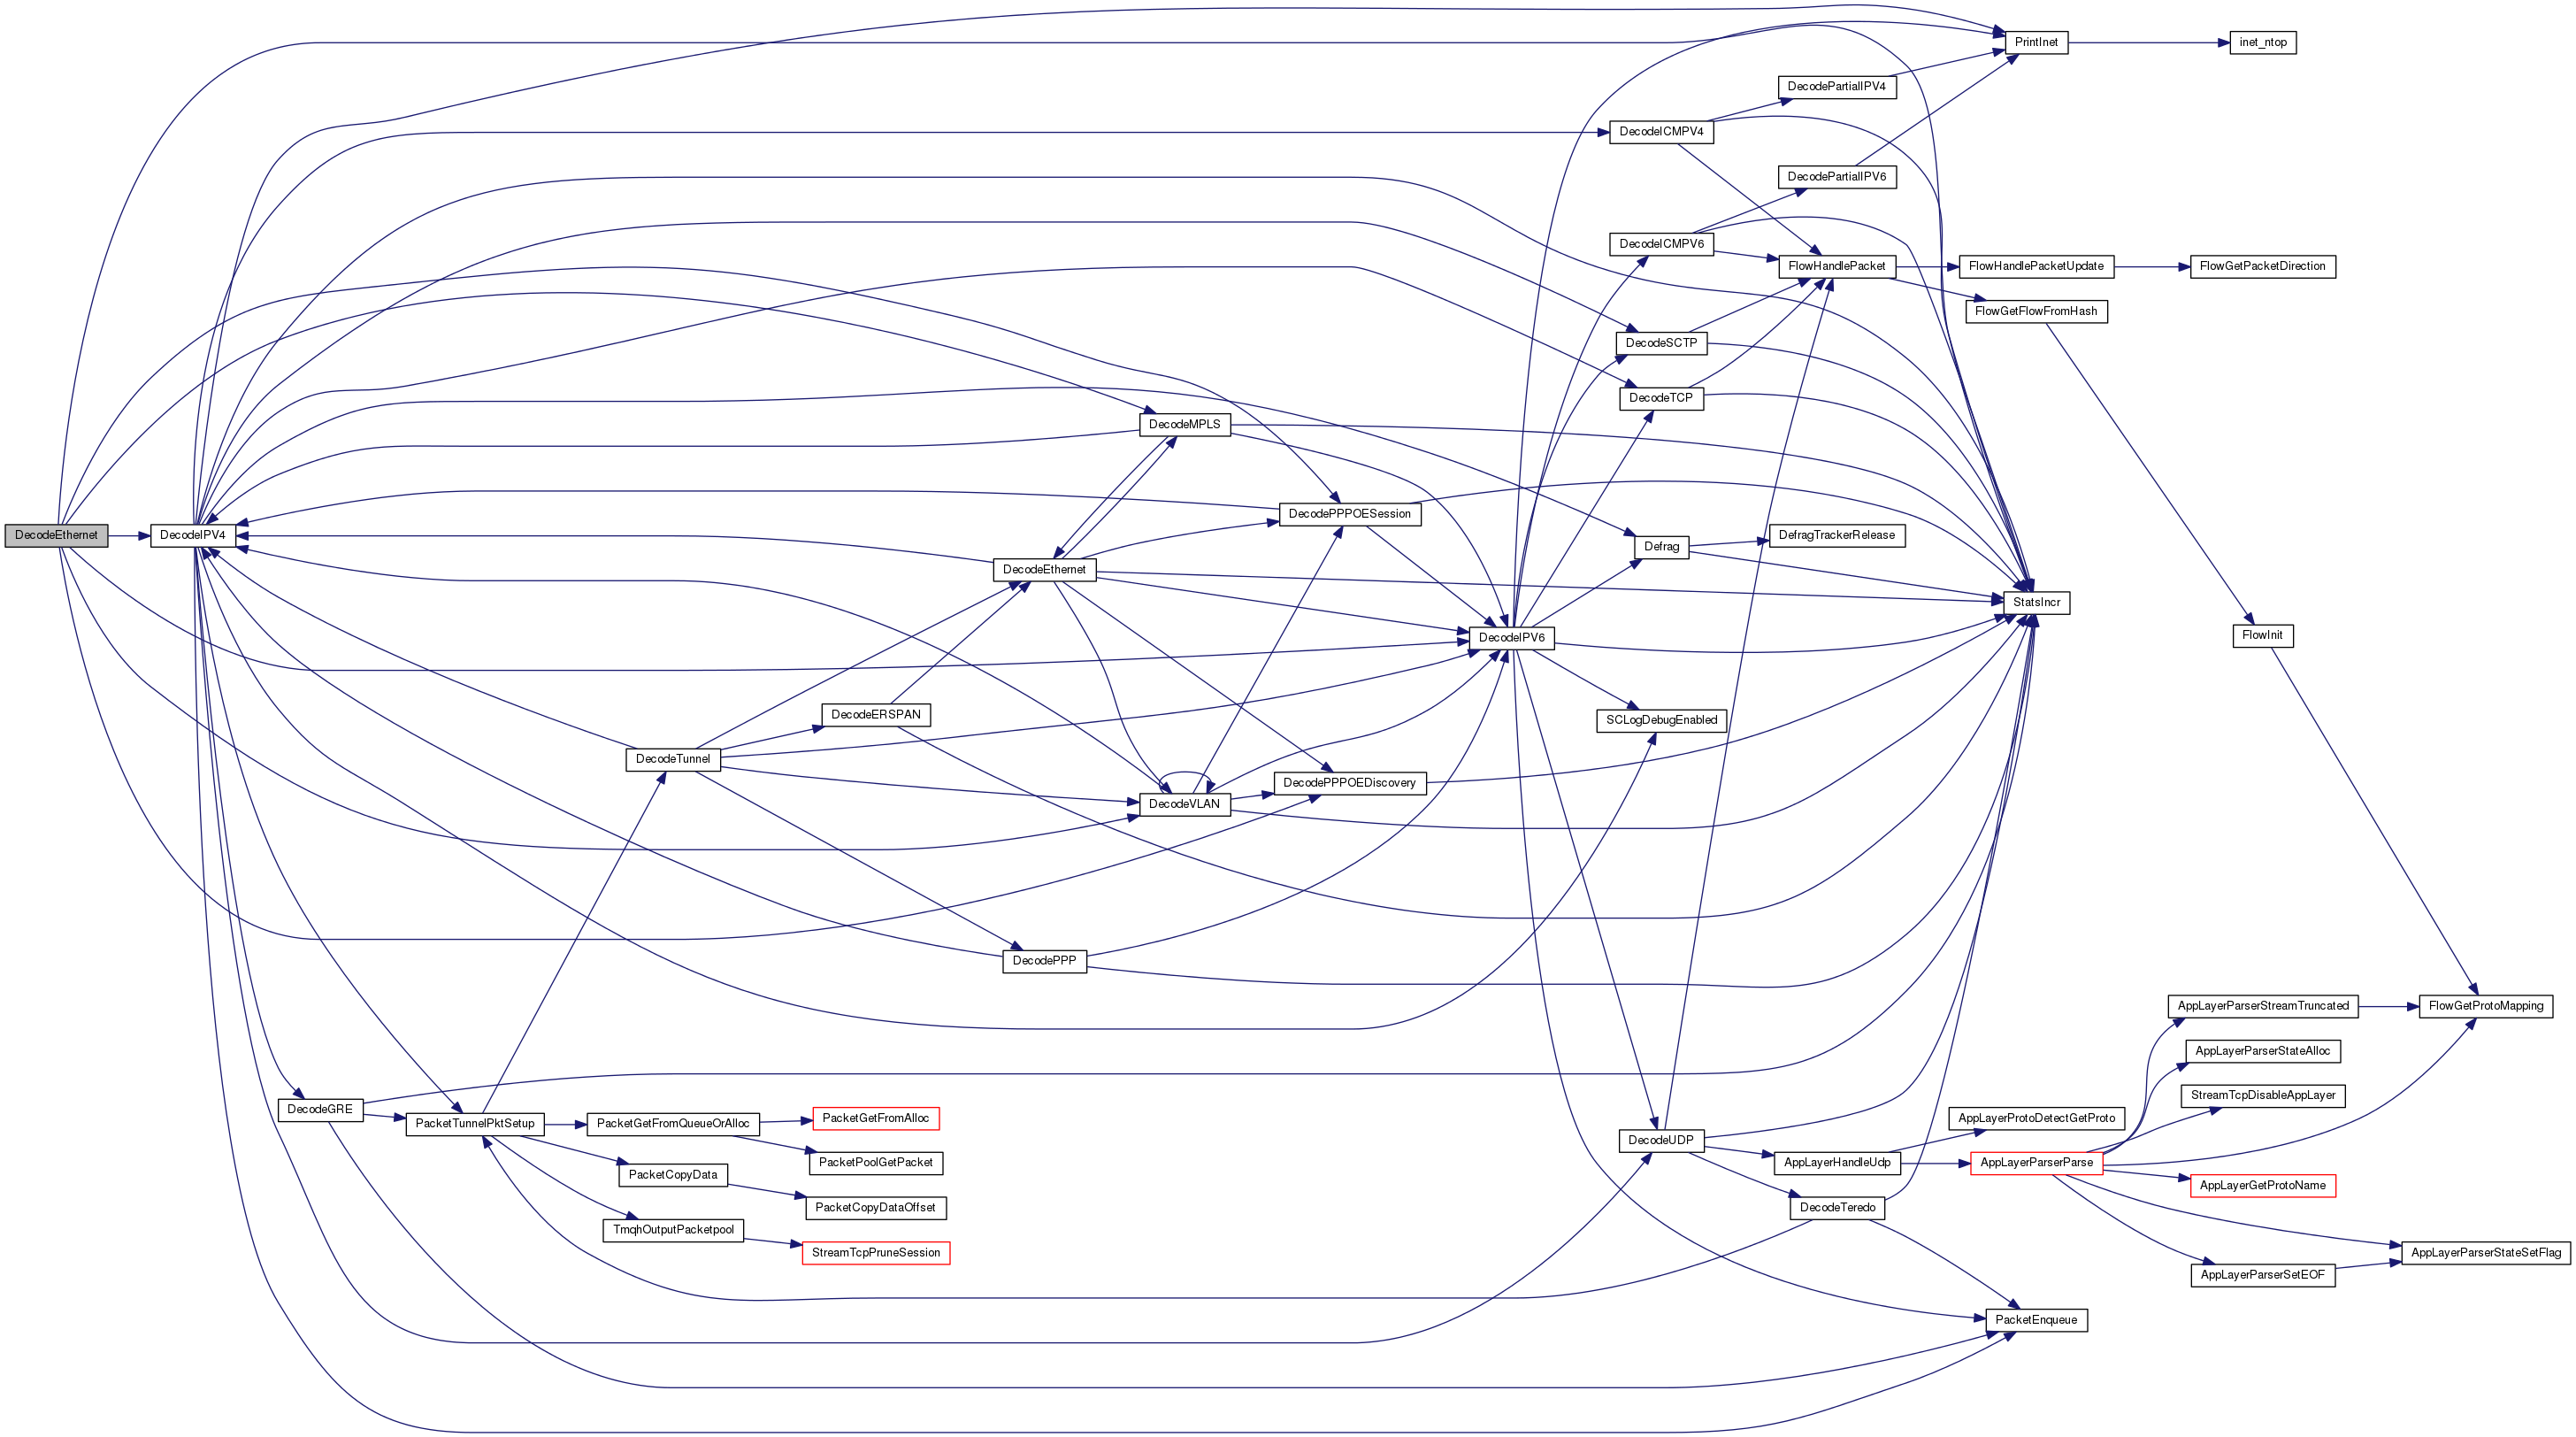 PrintInet
inet_ntop
DecodePartialIPV4
DecodeICMPV4
DecodePartialIPV6
DecodeICMPV6
FlowHandlePacket
FlowHandlePacketUpdate
FlowGetPacketDirection
FlowGetFlowFromHash
DecodeSCTP
DecodeTCP
DecodeMPLS
DecodePPPOESession
DecodeEthernet
DecodeIPV4
DefragTrackerRelease
Defrag
DecodeEthernet
StatsIncr
DecodeIPV6
FlowInit
DecodeERSPAN
SCLogDebugEnabled
DecodeTunnel
DecodePPPOEDiscovery
DecodeVLAN
DecodePPP
AppLayerParserStreamTruncated
FlowGetProtoMapping
AppLayerParserStateAlloc
StreamTcpDisableAppLayer
DecodeGRE
PacketTunnelPktSetup
PacketGetFromQueueOrAlloc
PacketGetFromAlloc
AppLayerProtoDetectGetProto
DecodeUDP
PacketPoolGetPacket
AppLayerHandleUdp
AppLayerParserParse
PacketCopyData
AppLayerGetProtoName
PacketCopyDataOffset
DecodeTeredo
TmqhOutputPacketpool
StreamTcpPruneSession
AppLayerParserStateSetFlag
AppLayerParserSetEOF
PacketEnqueue